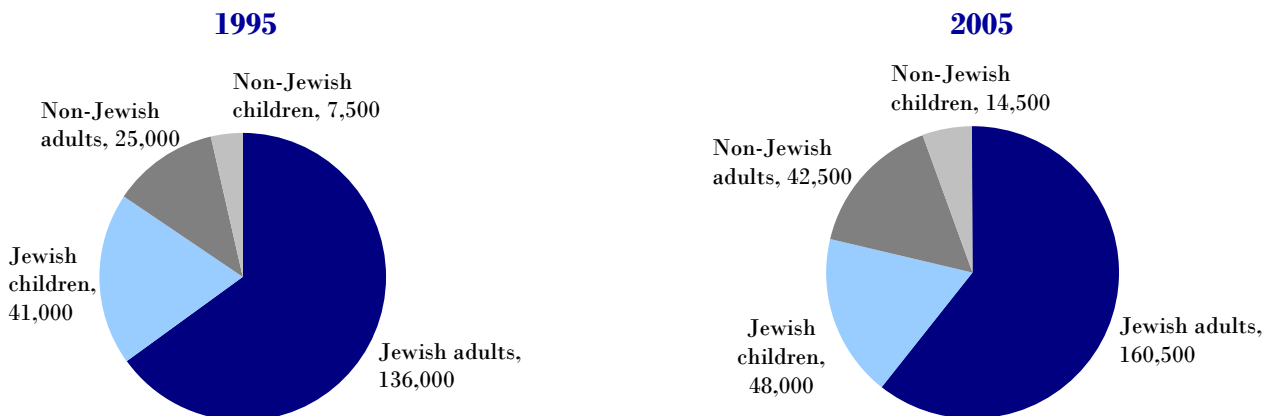 1995
Non-Jewish
children, 7,500
Non-Jewish
adults, 25,000
Jewish
children,
41,000
Jewish adults,
136,000
2005
Non-Jewish
children, 14,500
Non-Jewish
adults, 42,500
Jewish
children,
48,000
Jewish adults,
160,500